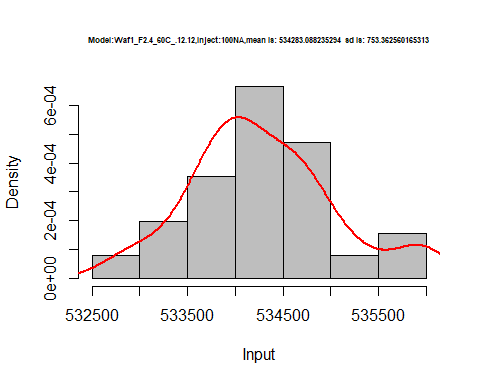 Model:Waf1_F2.4_60C_.12.12,Inject:100NA,mean is: 534283.088235294 sd is: 753.362560165313
Density
6e-04
4e-04
2e-04
0e+00
532500 533500 534500 535500
Input